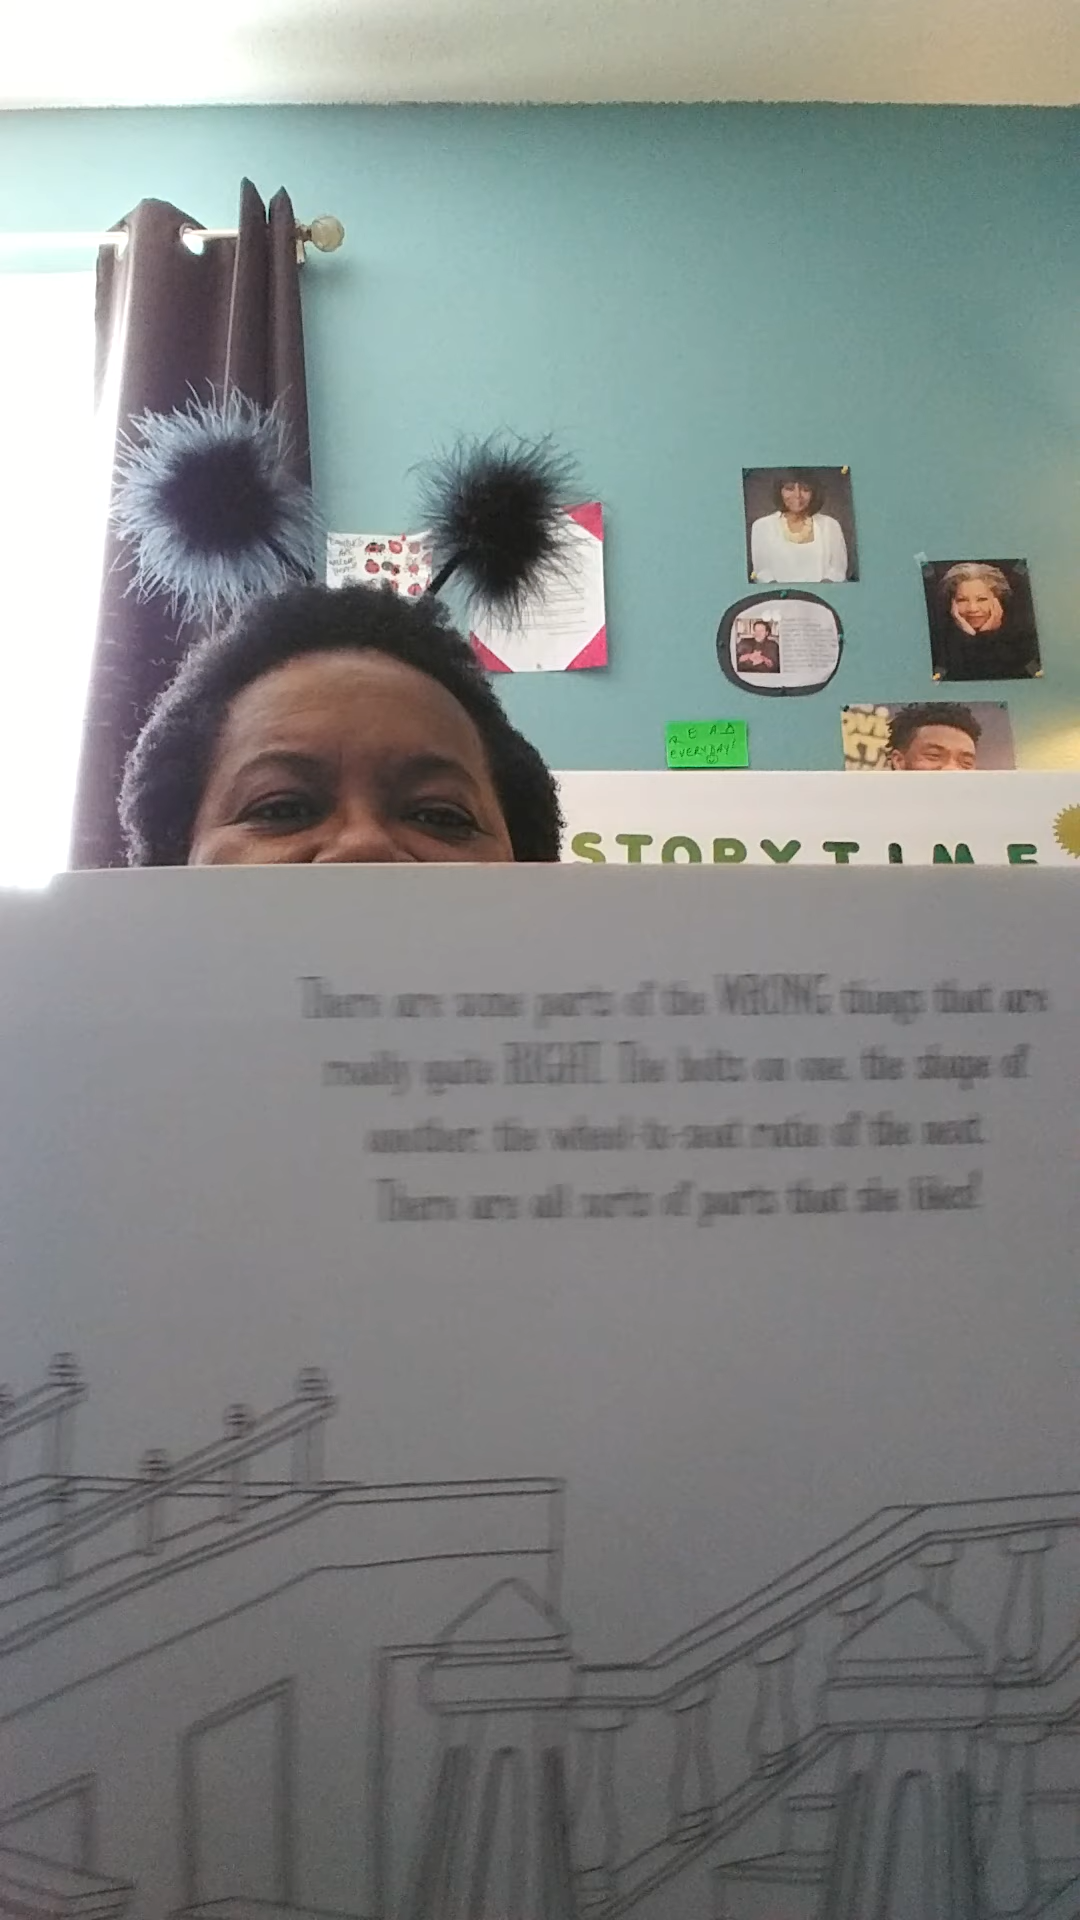 READ
EVERYDAY!
STORYTIME
There are some parts of the WRONG things that are
really quite RIGHT. The bolts on one, the shape of
another, the wheel-to-seat ratio of the next.
There are all sorts of parts that she likes!